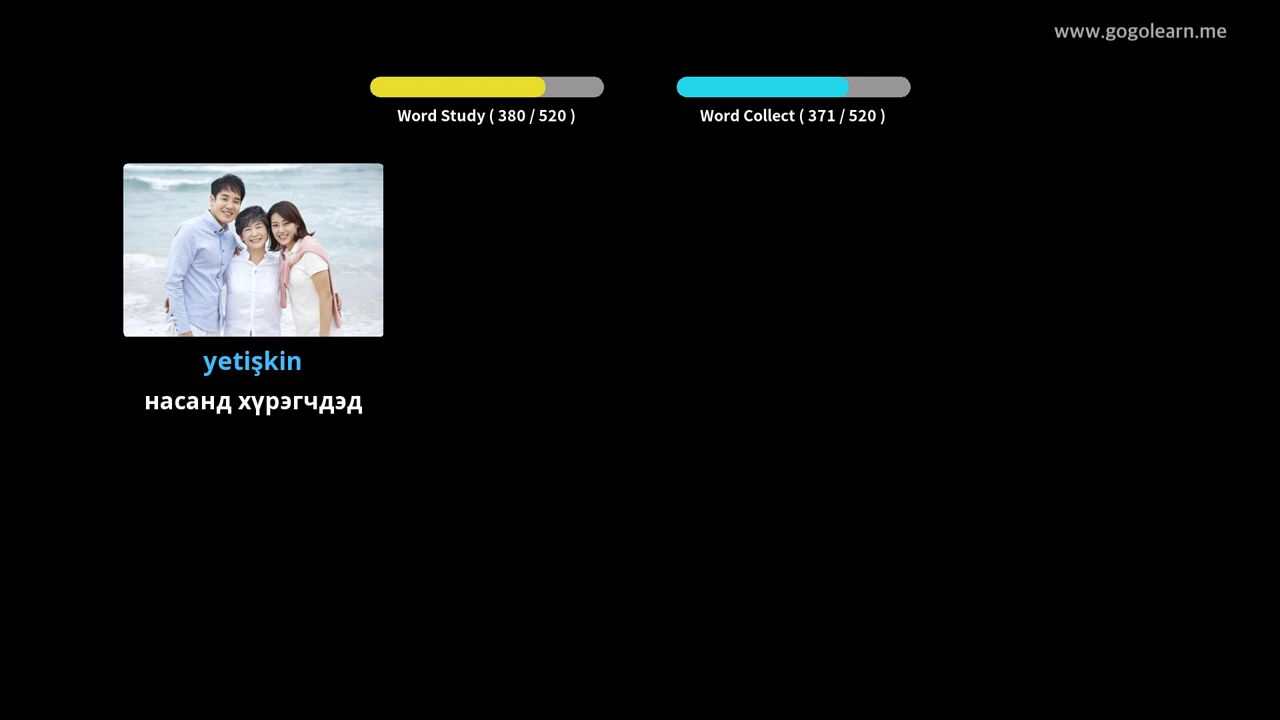 www.gogolearn.me
Word Study ( 380 / 520 )
Word Collect ( 371 / 520 )
yetişkin
насанд хүрэгчдэд